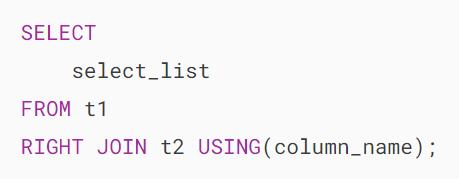 SELECT
    select_list
FROM t1
RIGHT JOIN t2 USING(column_name);